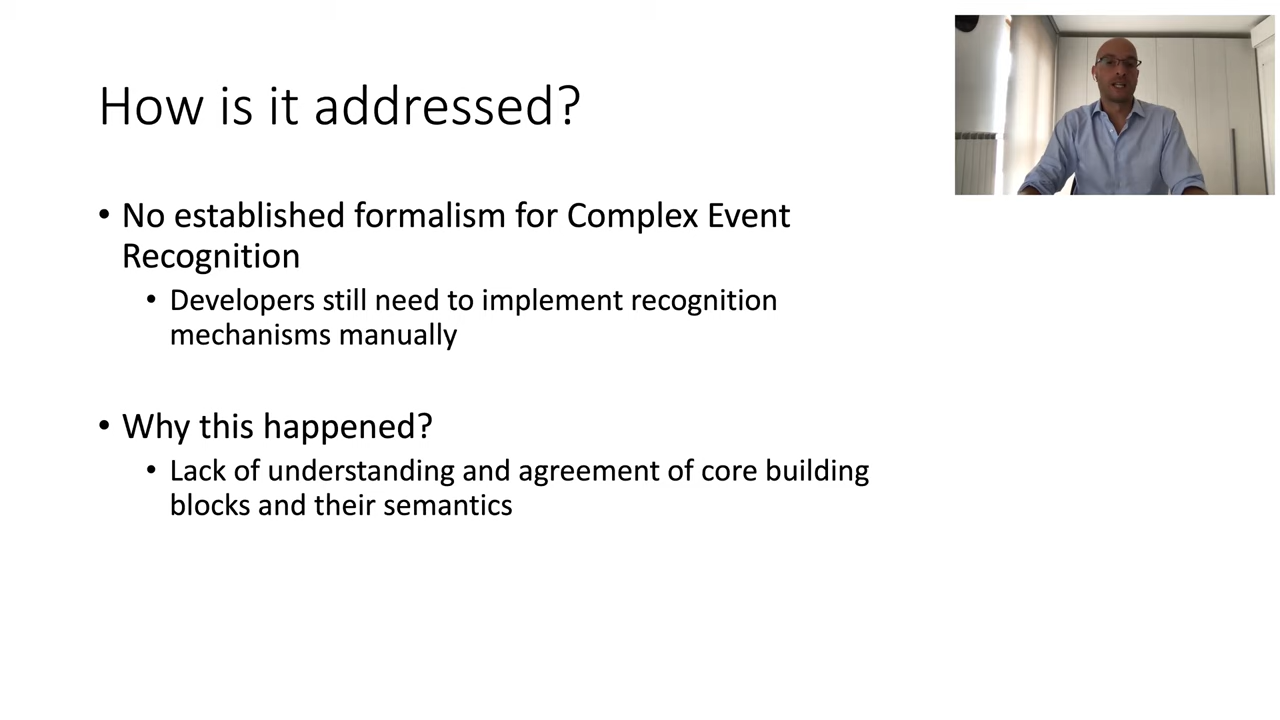 How is it addressed?
• No established formalism for Complex Event
Recognition
• Developers still need to implement recognition
mechanisms manually
• Why this happened?
• Lack of understanding and agreement of core building
blocks and their semantics